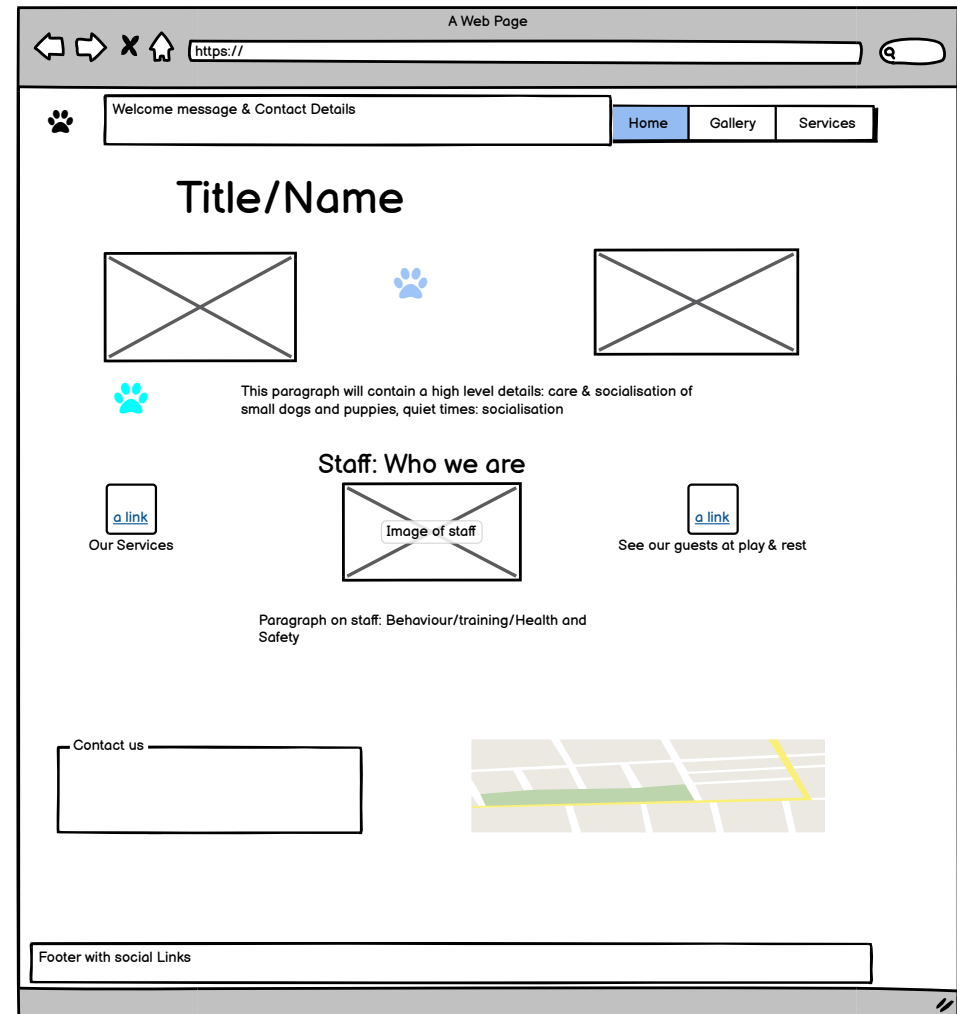 A Web Page
https://
Welcome message & Contact Details
Home
Gallery
Services
Title/Name
This paragraph will contain a high level details: care & socialisation of
small dogs and puppies, quiet times: socialisation
Staff: Who we are
a link
Our Services
Image of staff
a link
See our guests at play & rest
Paragraph on staff: Behaviour/training/Health and
Safety
Contact us
Footer with social Links